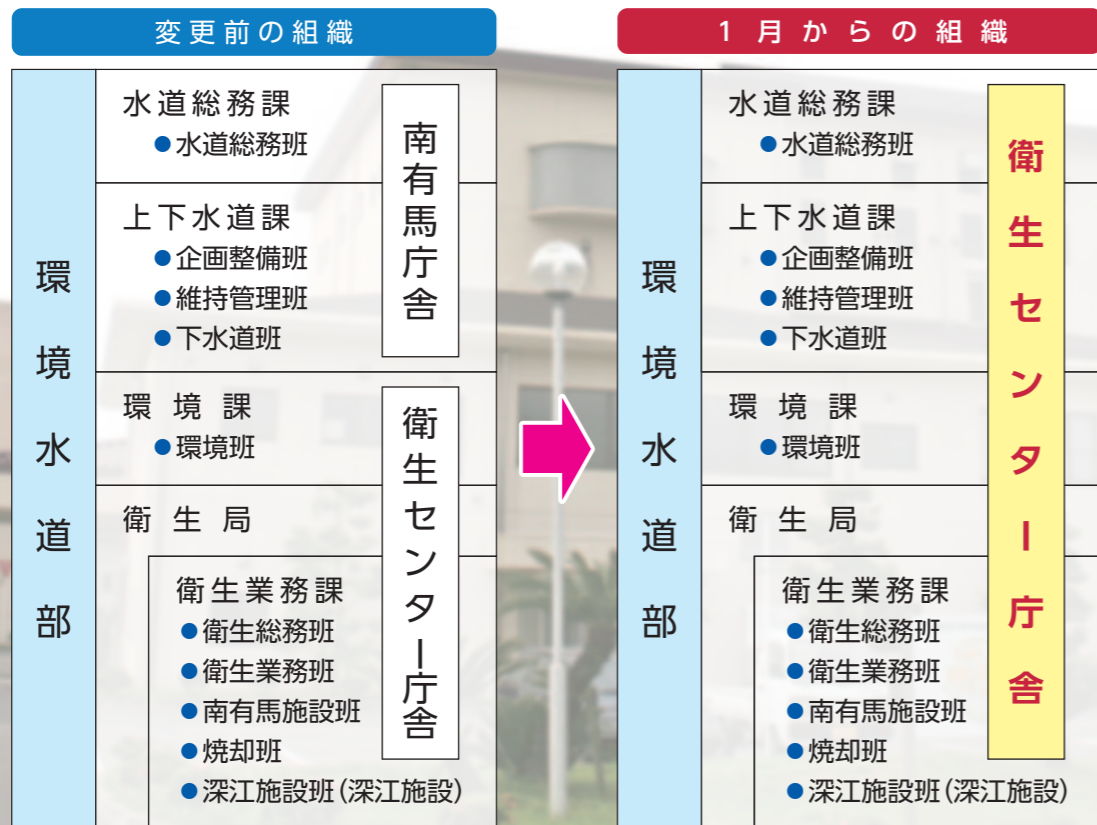 変更前の組織
環境水道部
水道総務課
●水道総務班
上下水道課
●企画整備班
●維持管理班
●下水道班
南有馬庁舎
環境課
●環境班
衛生局
衛生業務課
●衛生総務班
●衛生業務班
●南有馬施設班
●焼却班
●深江施設班(深江施設)
衛生センター庁舎
1月からの組織
環境水道部
水道総務課
●水道総務班
上下水道課
●企画整備班
●維持管理班
●下水道班
環境課
●環境班
衛生局
衛生業務課
●衛生総務班
●衛生業務班
●南有馬施設班
●焼却班
●深江施設班(深江施設)
衛生センター庁舎